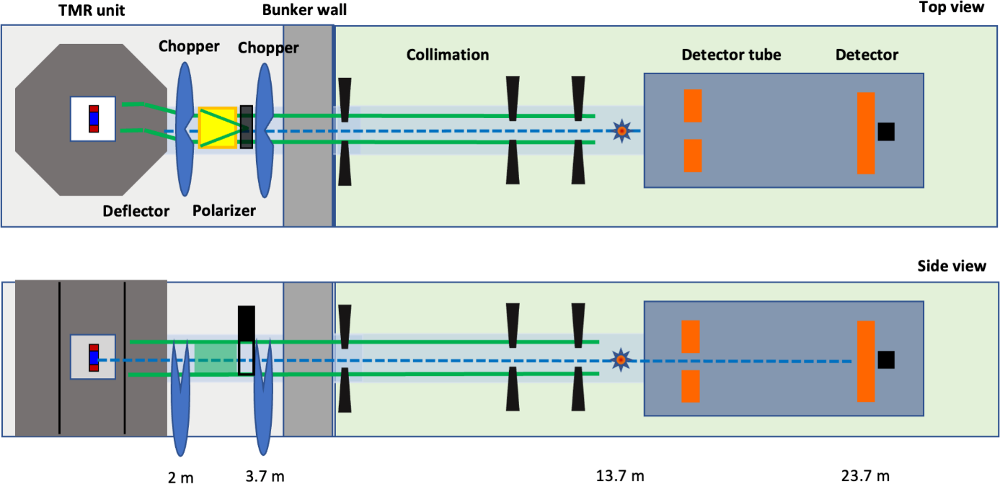 TMR unit
Bunker wall
Top view
Chopper
Chopper
Collimation
Detector tube
Detector
Deflector
Polarizer
Side view
2 m
3.7 m
13.7 m
23.7 m